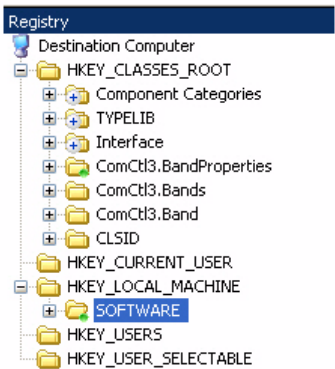 Registry
Destination Computer
HKEY_CLASSES_ROOT
Component Categories
TYPELIB
Interface
ComCtl3.BandProperties
ComCtl3.Bands
ComCtl3.Band
CLSID
HKEY_CURRENT_USER
HKEY_LOCAL_MACHINE
SOFTWARE
HKEY_USERS
HKEY_USER_SELECTABLE